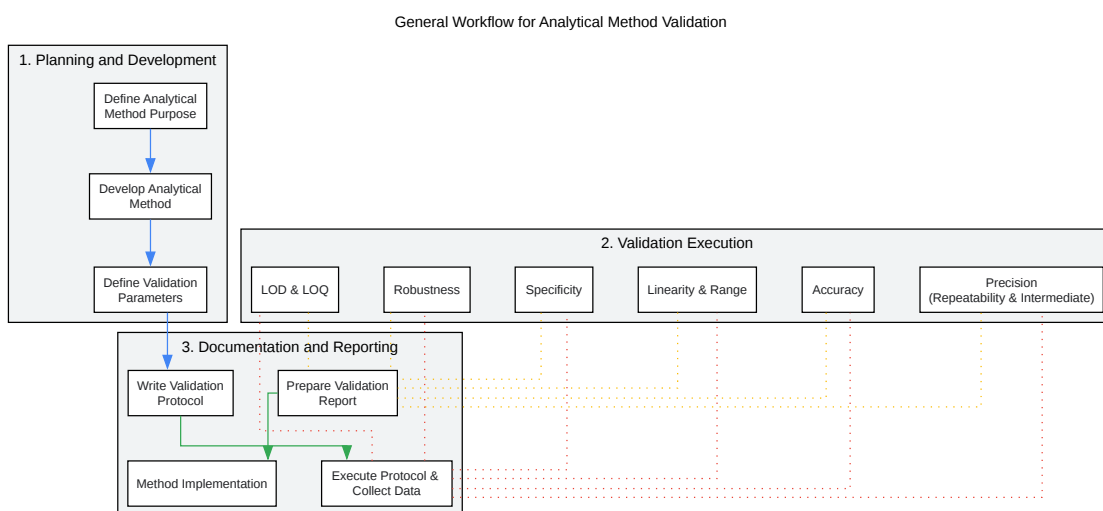 General Workflow for Analytical Method Validation
1. Planning and Development
Define Analytical
Method Purpose
Develop Analytical
Method
Define Validation
Parameters
2. Validation Execution
LOD & LOQ
Robustness
Specificity
Linearity & Range
Accuracy
Precision
(Repeatability & Intermediate)
3. Documentation and Reporting
Write Validation
Protocol
Prepare Validation
Report
Method Implementation
Execute Protocol &
Collect Data